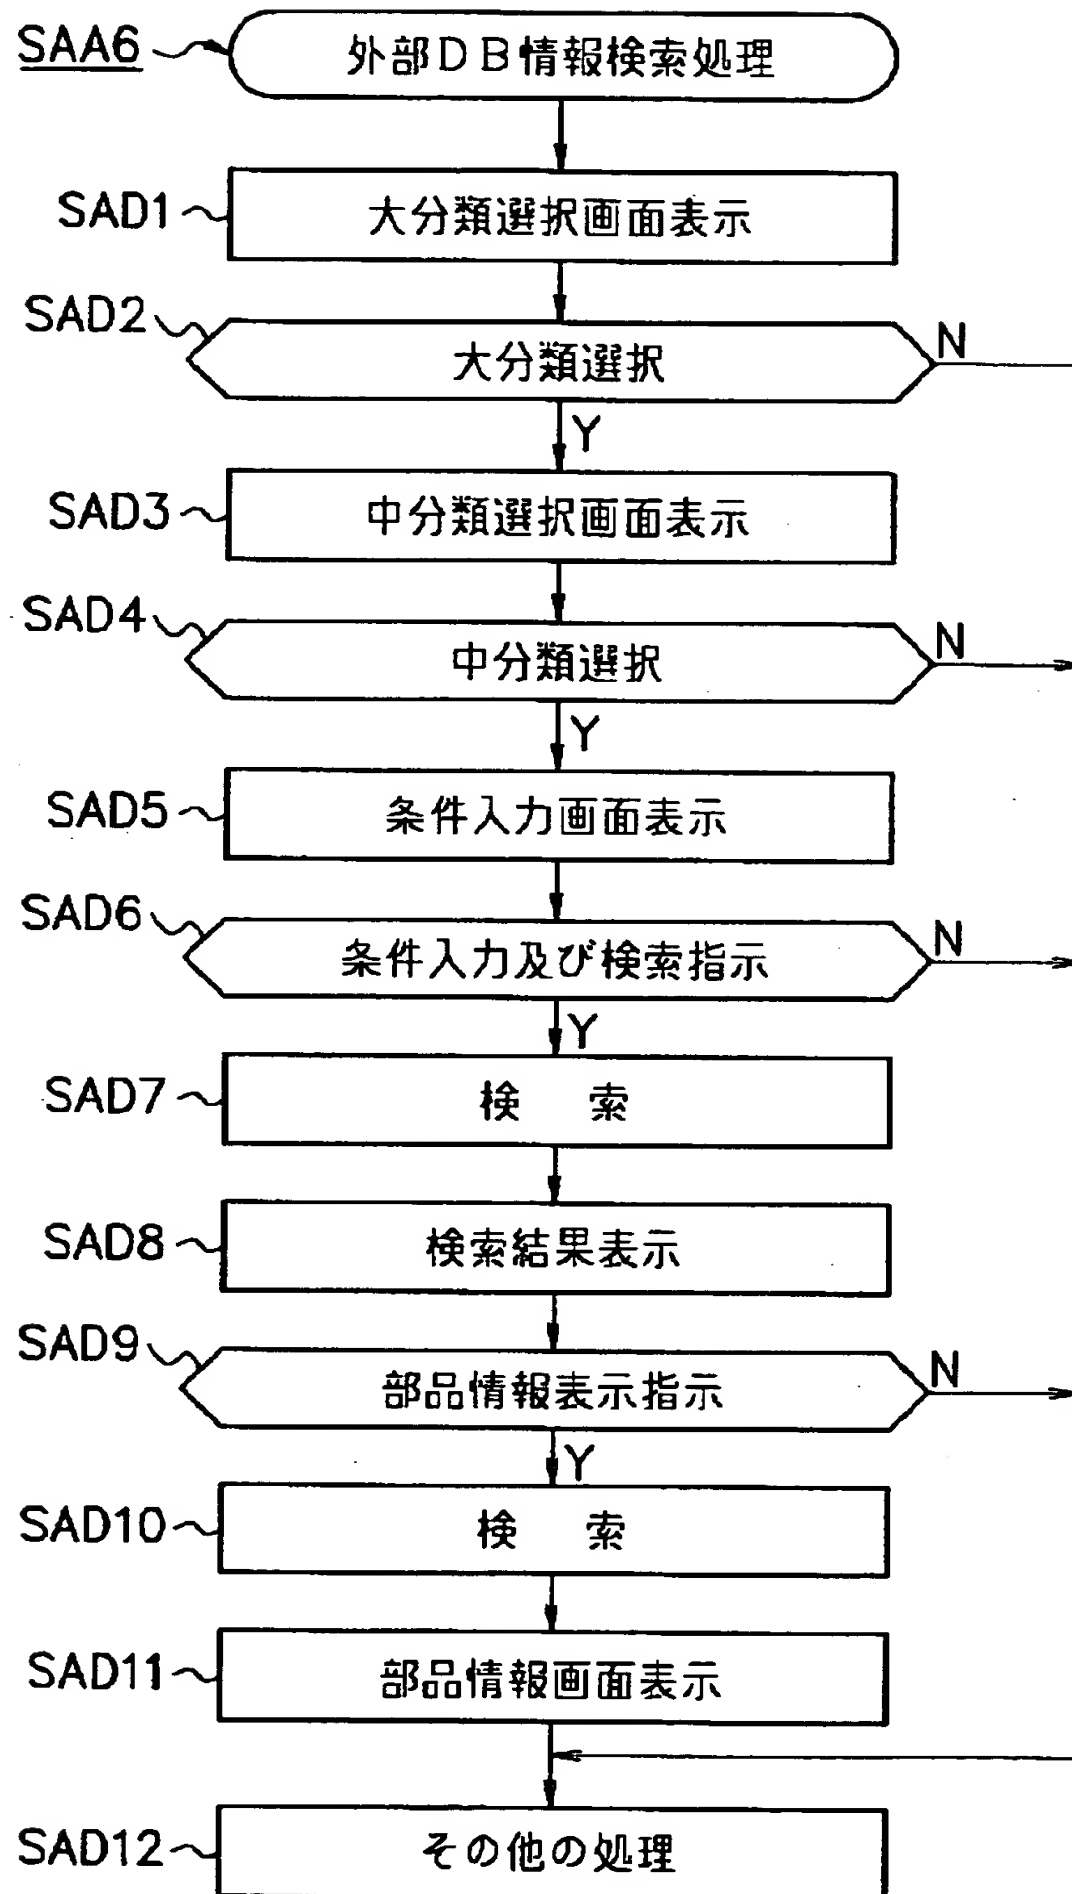 SAA6
外部DB情報検索処理
SAD1
大分類選択画面表示
SAD2
大分類選択
N
Y
SAD3
中分類選択画面表示
SAD4
中分類選択
N
Y
SAD5
条件入力画面表示
SAD6
条件入力及び検索指示
N
Y
SAD7
検 索
SAD8
検索結果表示
SAD9
部品情報表示指示
N
Y
SAD10
検 索
SAD11
部品情報画面表示
SAD12
その他の処理